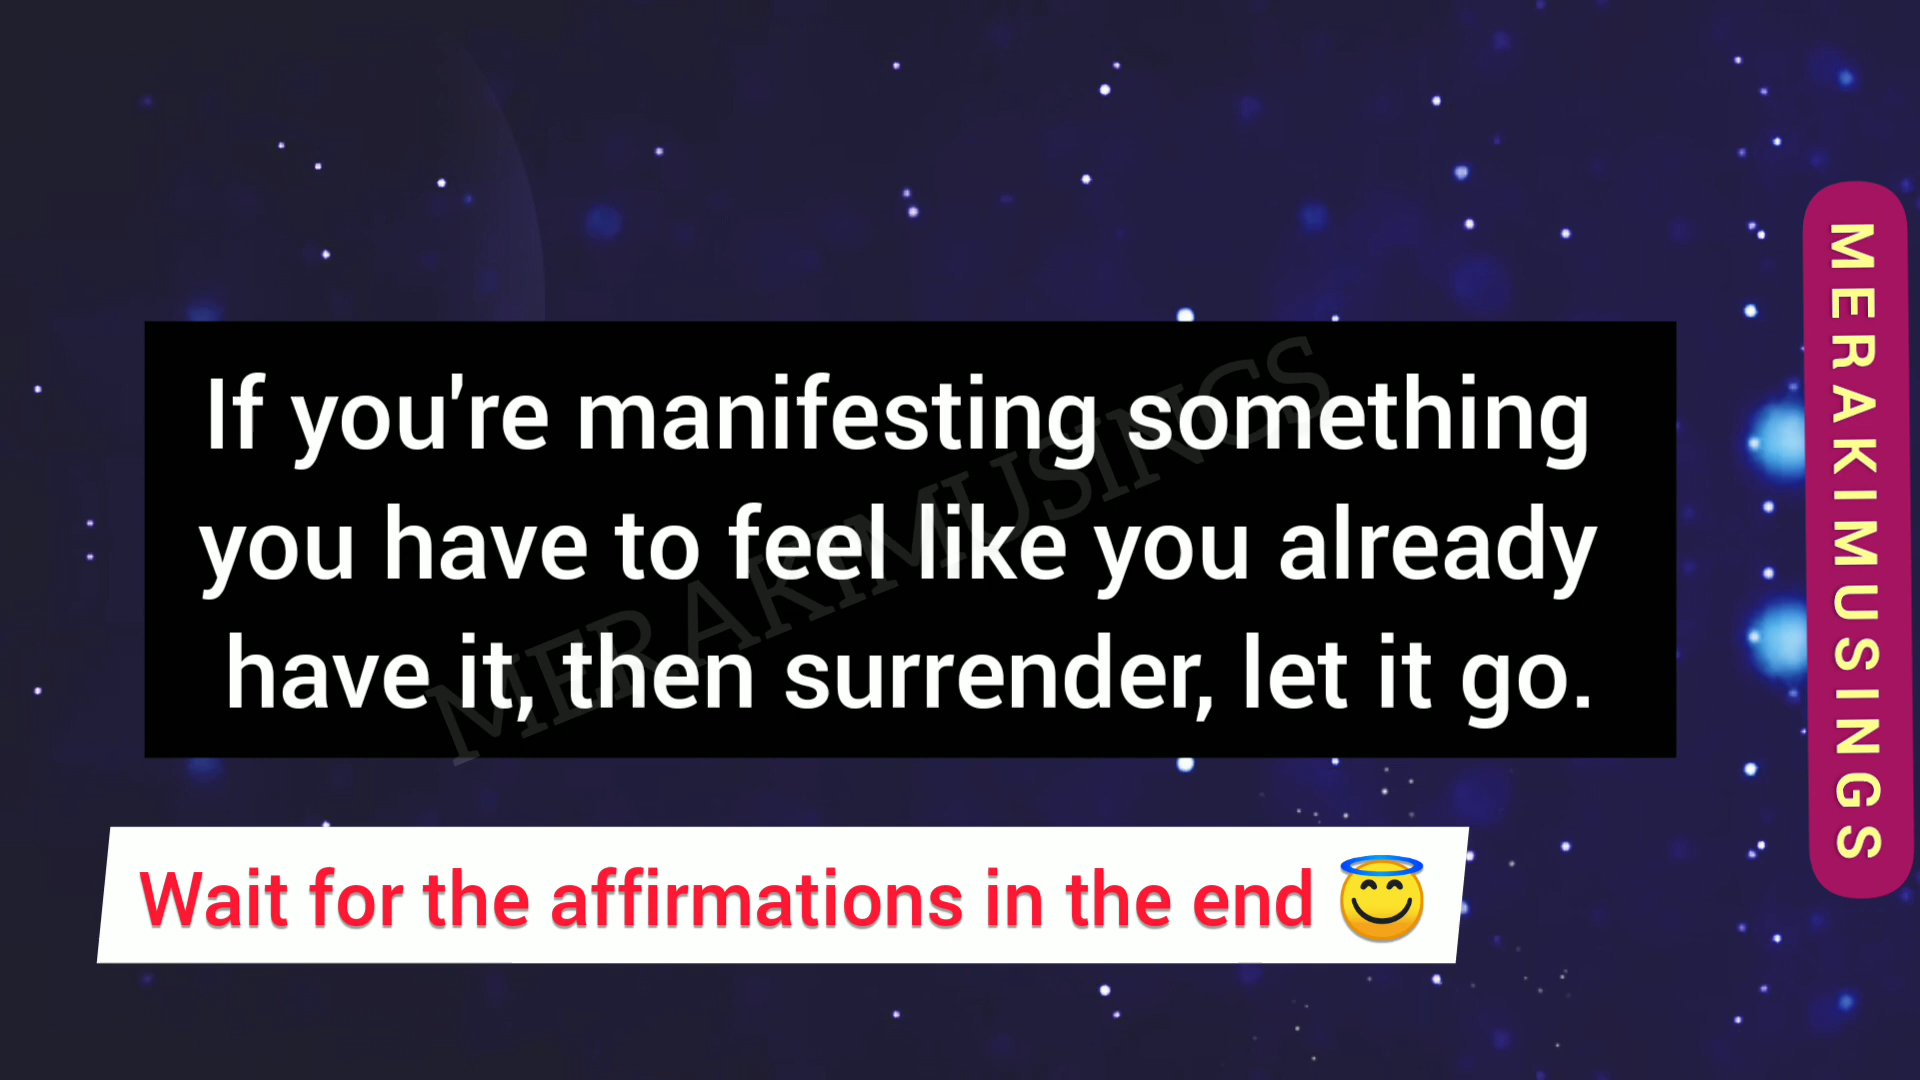 If you're manifesting something
you have to feel like you already
have it, then surrender, let it go.
MERAKIMUSINGS
Wait for the affirmations in the end 😇
MERAKIMUSINGS